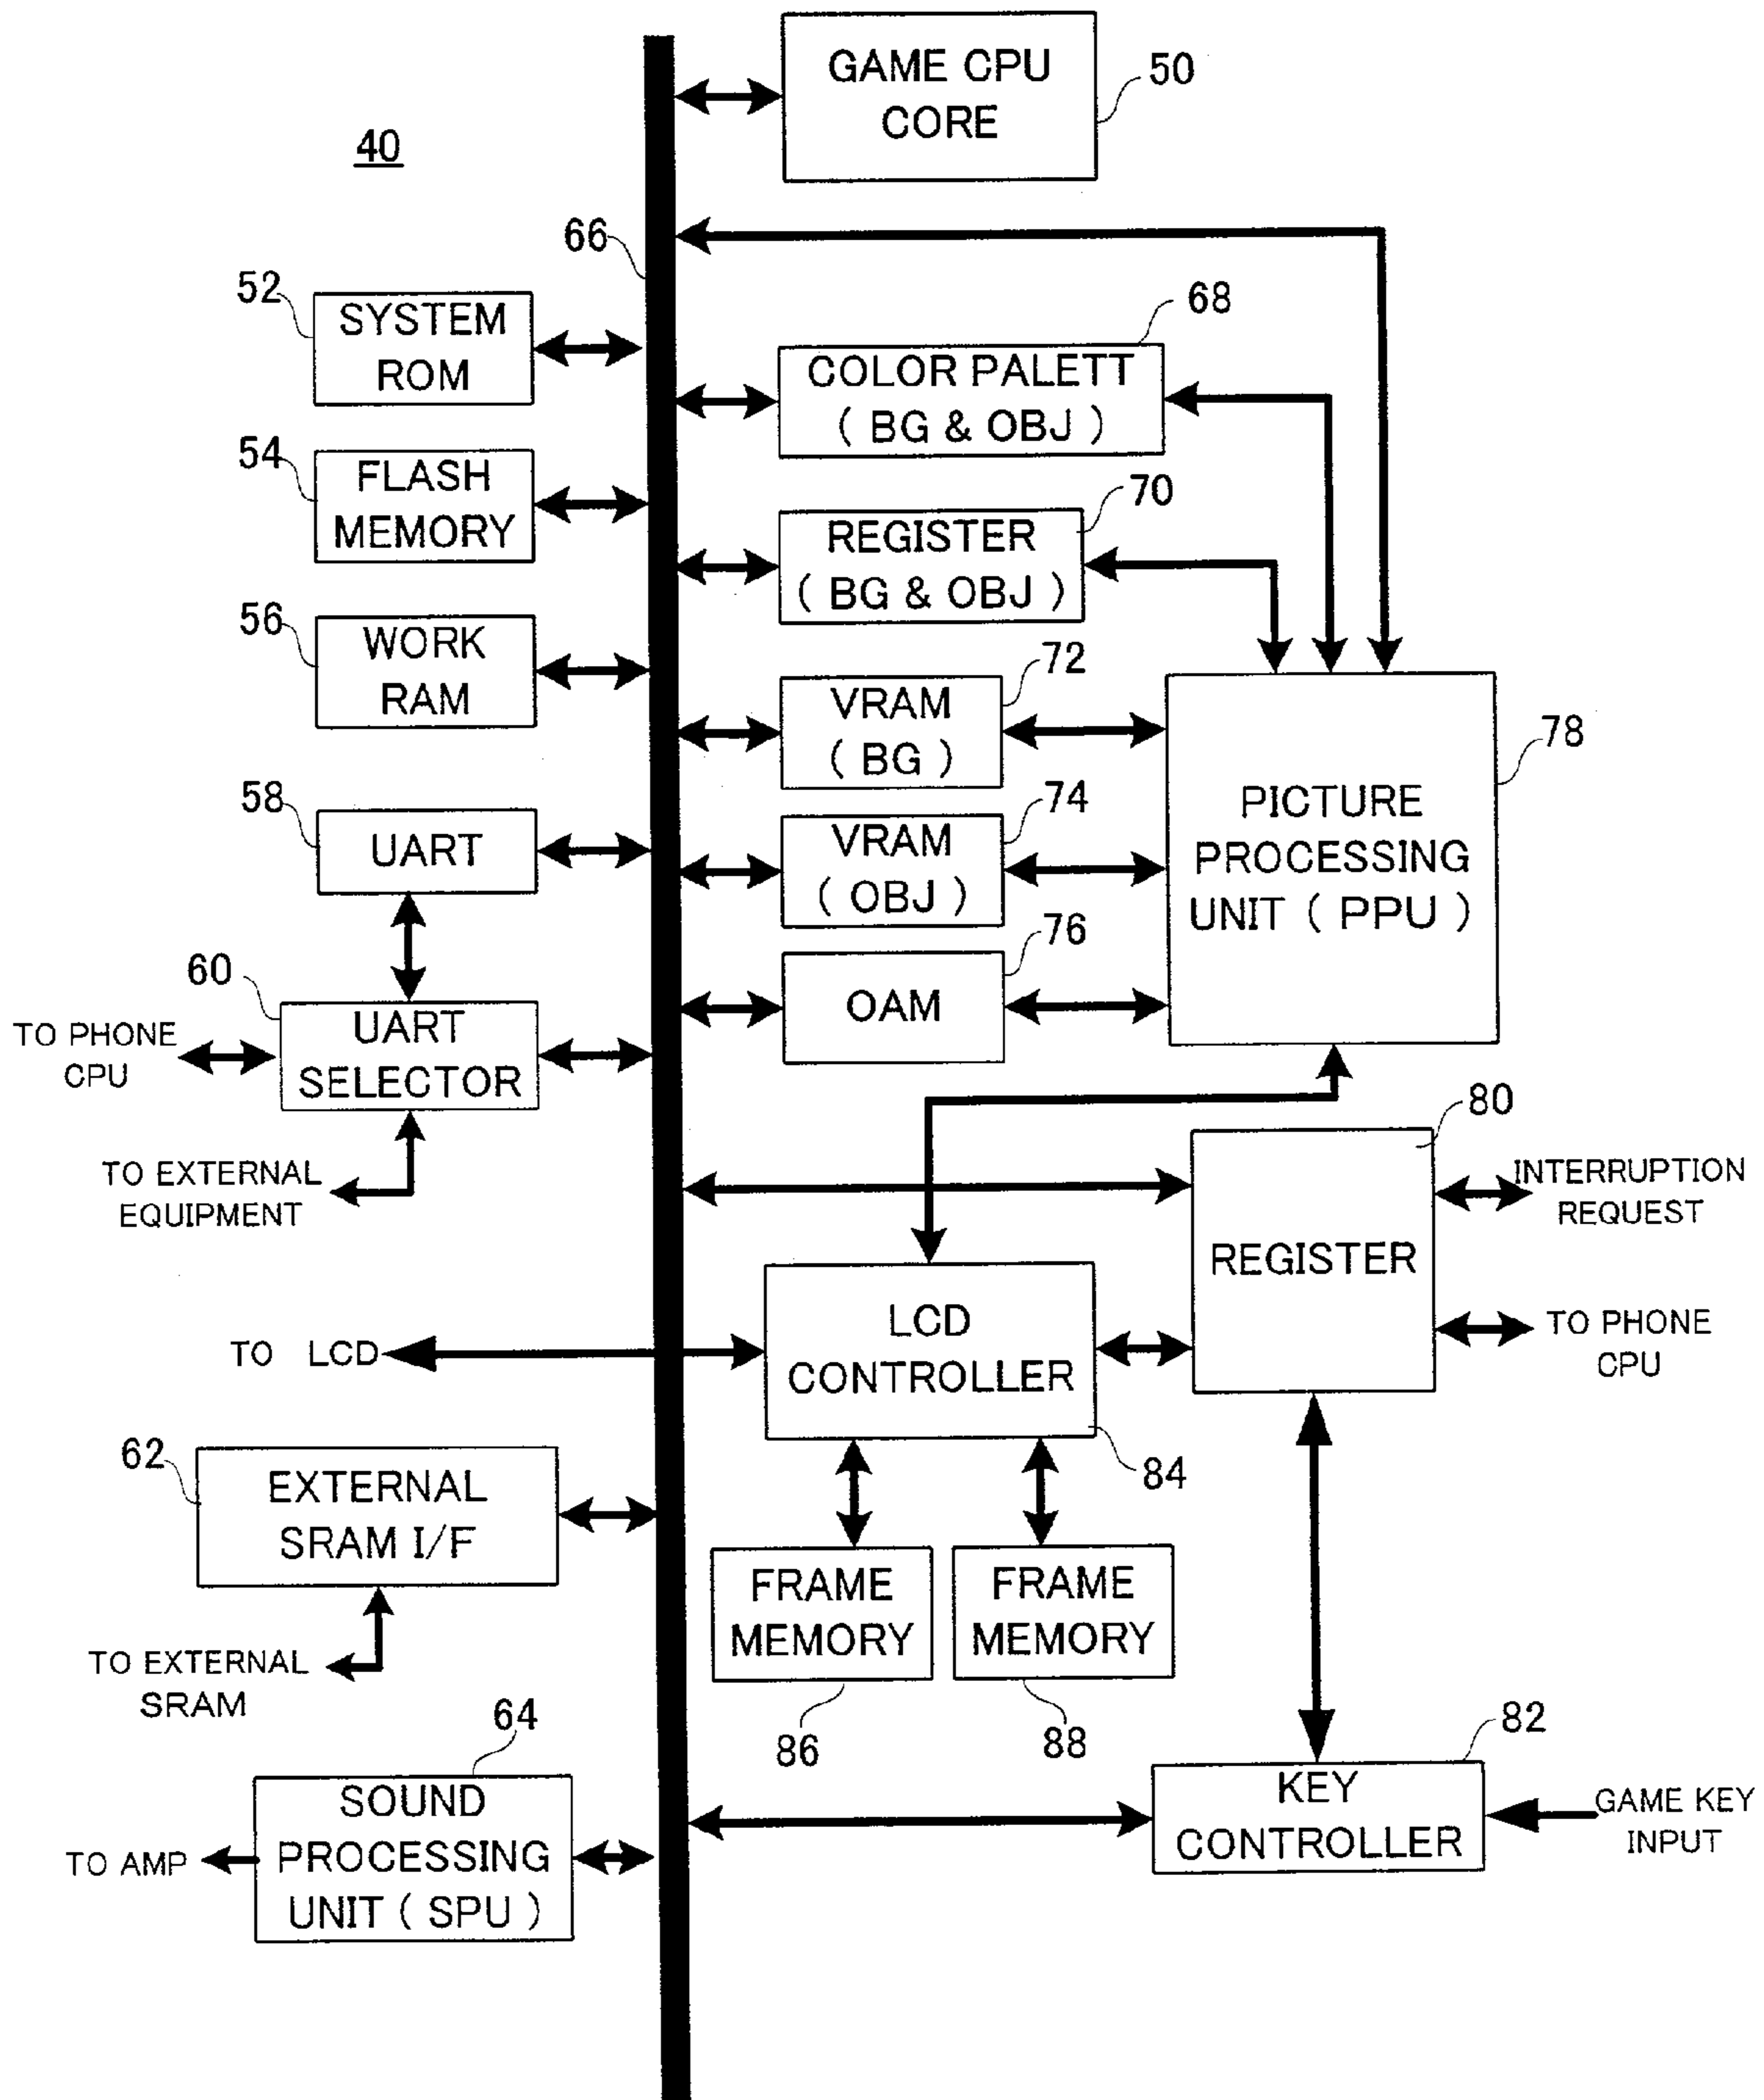 GAME CPU
CORE
50
40
66
52
SYSTEM
ROM
68
COLOR PALETT
( BG & OBJ )
54
FLASH
MEMORY
70
REGISTER
( BG & OBJ )
56
WORK
RAM
72
VRAM
( BG )
78
PICTURE
PROCESSING
UNIT ( PPU )
58
UART
74
VRAM
( OBJ )
76
OAM
60
UART
SELECTOR
TO PHONE
CPU
TO EXTERNAL
EQUIPMENT
80
REGISTER
INTERRUPTION
REQUEST
TO PHONE
CPU
LCD
CONTROLLER
84
TO LCD
62
EXTERNAL
SRAM I/F
TO EXTERNAL
SRAM
FRAME
MEMORY
86
FRAME
MEMORY
88
64
SOUND
PROCESSING
UNIT ( SPU )
TO AMP
82
KEY
CONTROLLER
GAME KEY
INPUT